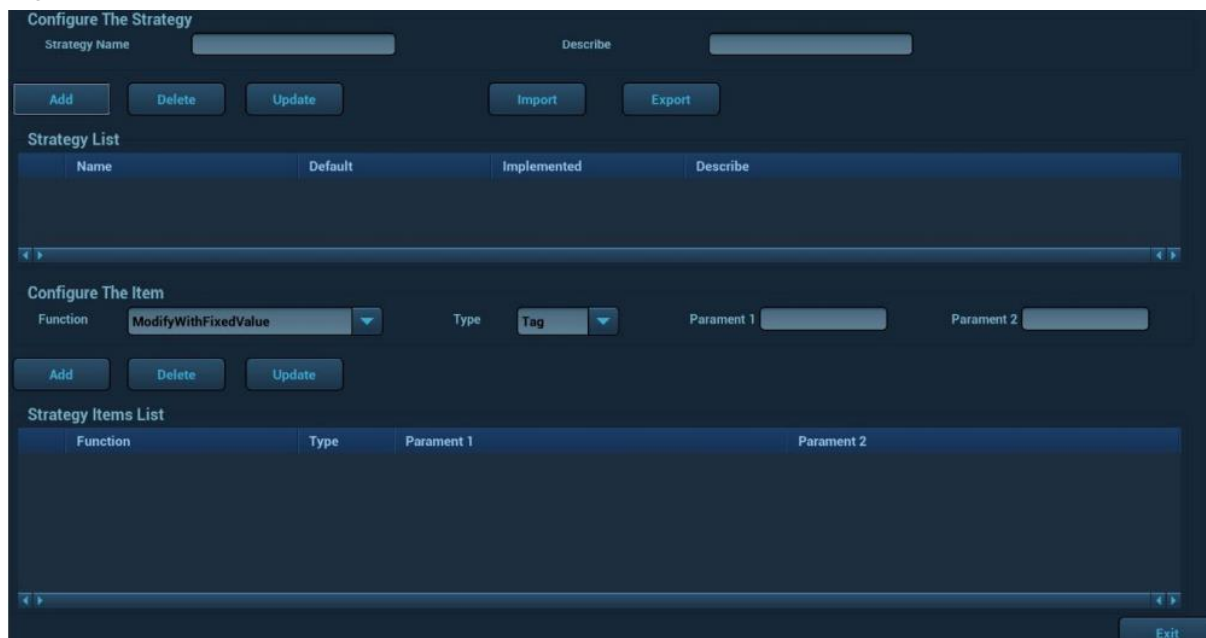 Configure The Strategy
Strategy Name Describe
Add Delete Update Import Export
Strategy List
Name Default Implemented Describe
Configure The Item
Function ModifyWithFixedValue Type Tag Parament 1 Parament 2
Add Delete Update
Strategy Items List
Function Type Parament 1 Parament 2
Exit